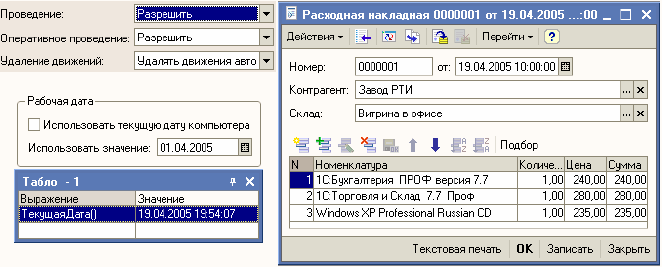 Проведение: Разрешить
Оперативное проведение: Разрешить
Удаление движений: Удалять движения авто
Рабочая дата
Использовать текущую дату компьютера
Использовать значение: 01.04.2005
Табло - 1
Выражение Значение
ТекущаяДата() 19.04.2005 19:54:07
Расходная накладная 0000001 от 19.04.2005 ...:00
Действия Перейти
Номер: 0000001 от: 19.04.2005 10:00:00
Контрагент: Завод РТИ ...
Склад: Витрина в офисе ...
Подбор
N Номенклатура Количе... Цена Сумма
1 1С:Бухгалтерия ПРОФ версия 7.7 1,00 240,00 240,00
2 1С:Торговля и Склад 7.7 Проф 1,00 280,00 280,00
3 Windows XP Professional Russian CD 1,00 235,00 235,00
Текстовая печать OK Записать Закрыть